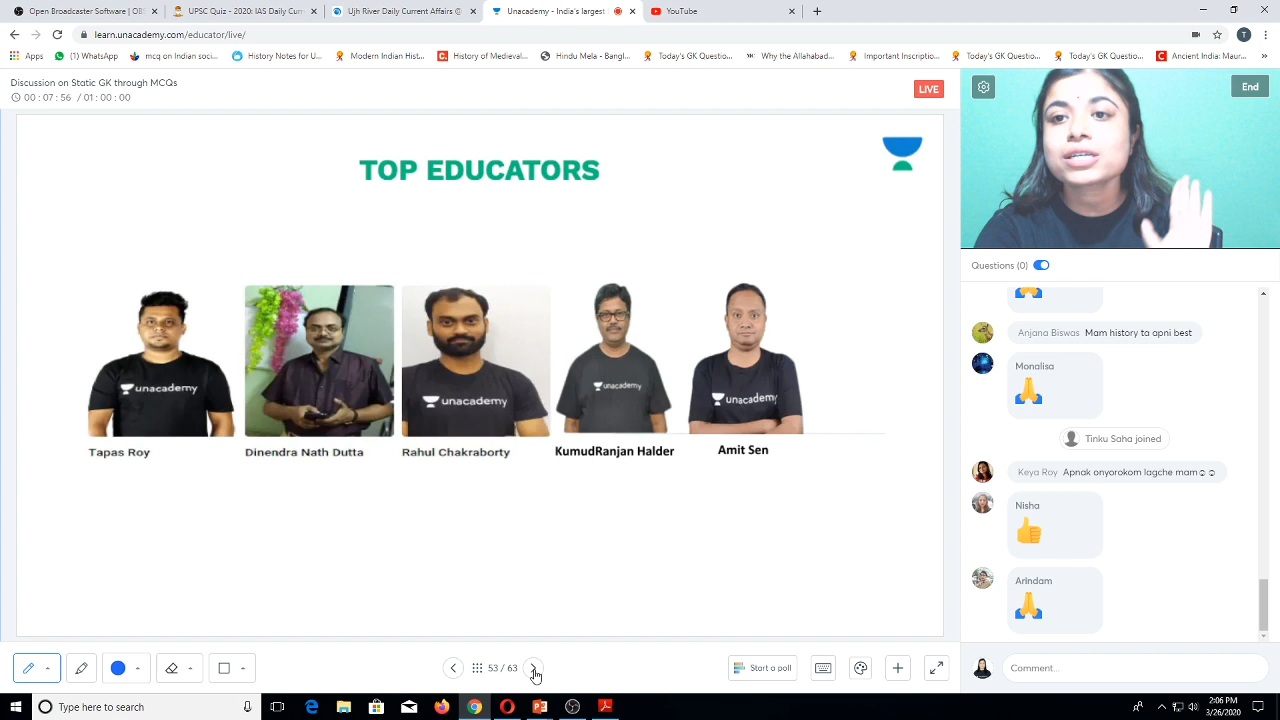 Open Broadcaster Software | OBS
UPSC Quiz - 2020: IAS Daily Curr
Ujh River Daily Current Affairs @
Unacademy - India's largest
YouTube
learn.unacademy.com/educator/live/
T
Apps
(1) WhatsApp
mcq on indian soci...
History Notes for U...
Modern Indian Hist...
History of Medieval...
Hindu Mela - Bangl...
Today's GK Questio...
Why the Allahabad...
Important Inscriptio...
Today's GK Questio...
Today's GK Questio...
Ancient India: Maur...
Discussion on Static GK through MCQs
00 : 07 : 56 / 01 : 00 : 00
LIVE
End
TOP EDUCATORS
unacademy
unacademy
unacademy
unacademy
Tapas Roy
Dinendra Nath Dutta
Rahul Chakraborty
KumudRanjan Halder
Amit Sen
Questions (0)
Anjana Biswas Mam history ta apni best
Monalisa
Tinku Saha joined
Keya Roy Apnak onyorokom lagche mam☺☺
Nisha
Arindam
53 / 63
Start a poll
Comment...
Type here to search
2:06 PM
3/26/2020